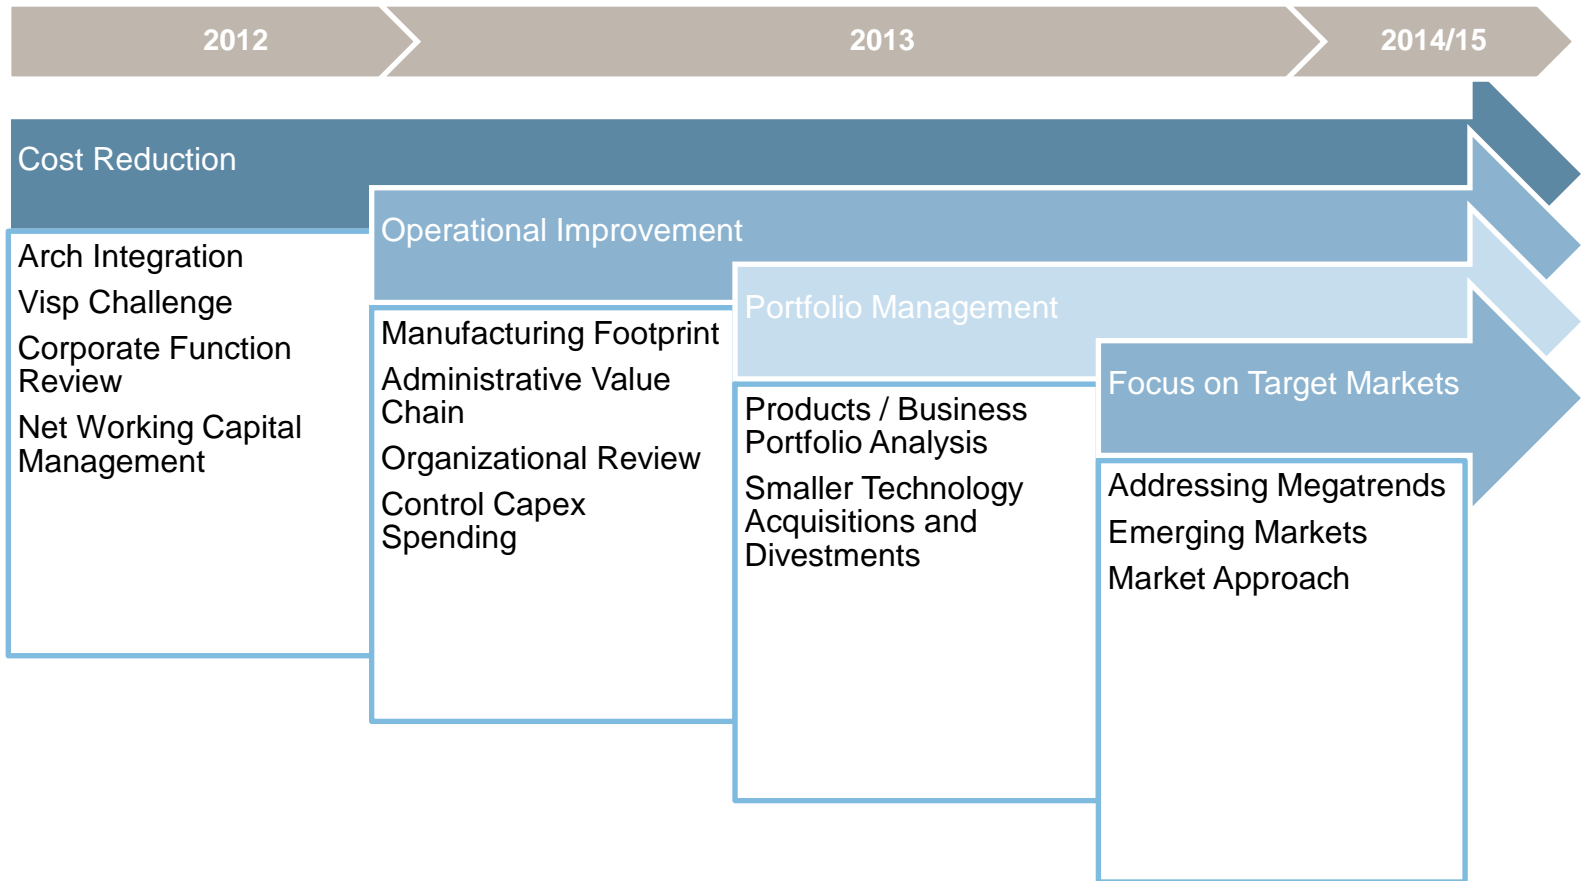 2012
2013
2014/15
Cost Reduction
Arch Integration
Visp Challenge
Corporate Function
Review
Net Working Capital
Management
Operational Improvement
Manufacturing Footprint
Administrative Value
Chain
Organizational Review
Control Capex
Spending
Portfolio Management
Products / Business
Portfolio Analysis
Smaller Technology
Acquisitions and
Divestments
Focus on Target Markets
Addressing Megatrends
Emerging Markets
Market Approach